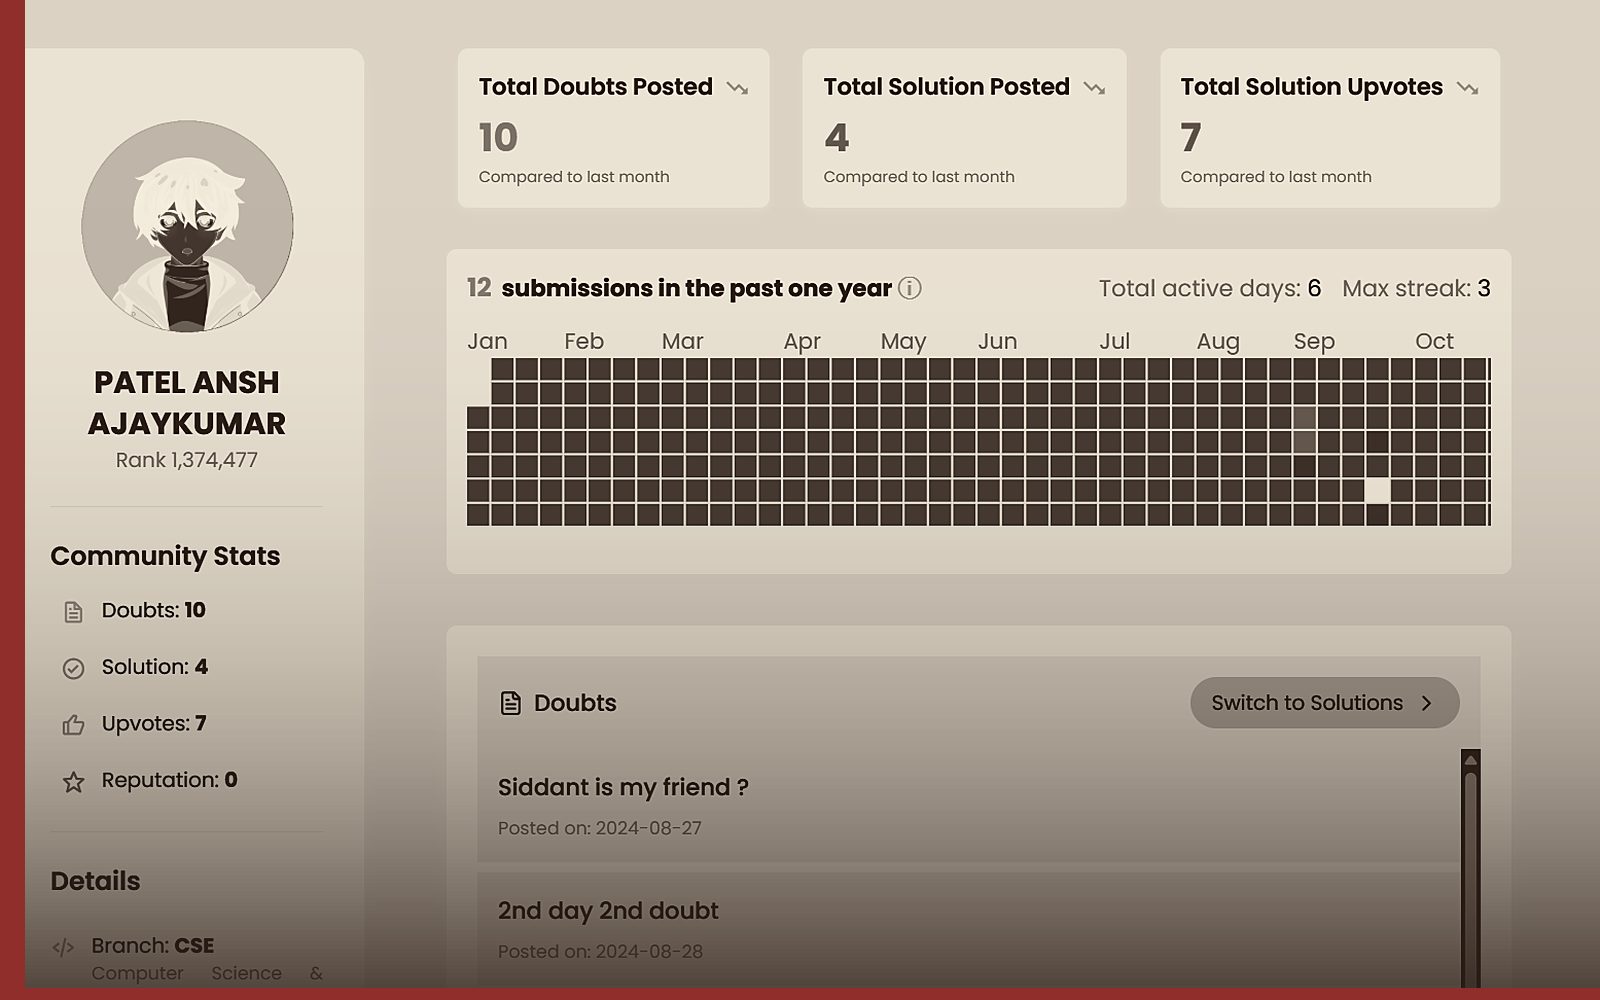 PATEL ANSH
AJAYKUMAR
Rank 1,374,477
Community Stats
Doubts: 10
Solution: 4
Upvotes: 7
Reputation: 0
Details
Branch: CSE
Computer Science &
Total Doubts Posted
10
Compared to last month
Total Solution Posted
4
Compared to last month
Total Solution Upvotes
7
Compared to last month
12 submissions in the past one year
Total active days: 6 Max streak: 3
Jan Feb Mar Apr May Jun Jul Aug Sep Oct
Doubts
Switch to Solutions
Siddant is my friend ?
Posted on: 2024-08-27
2nd day 2nd doubt
Posted on: 2024-08-28